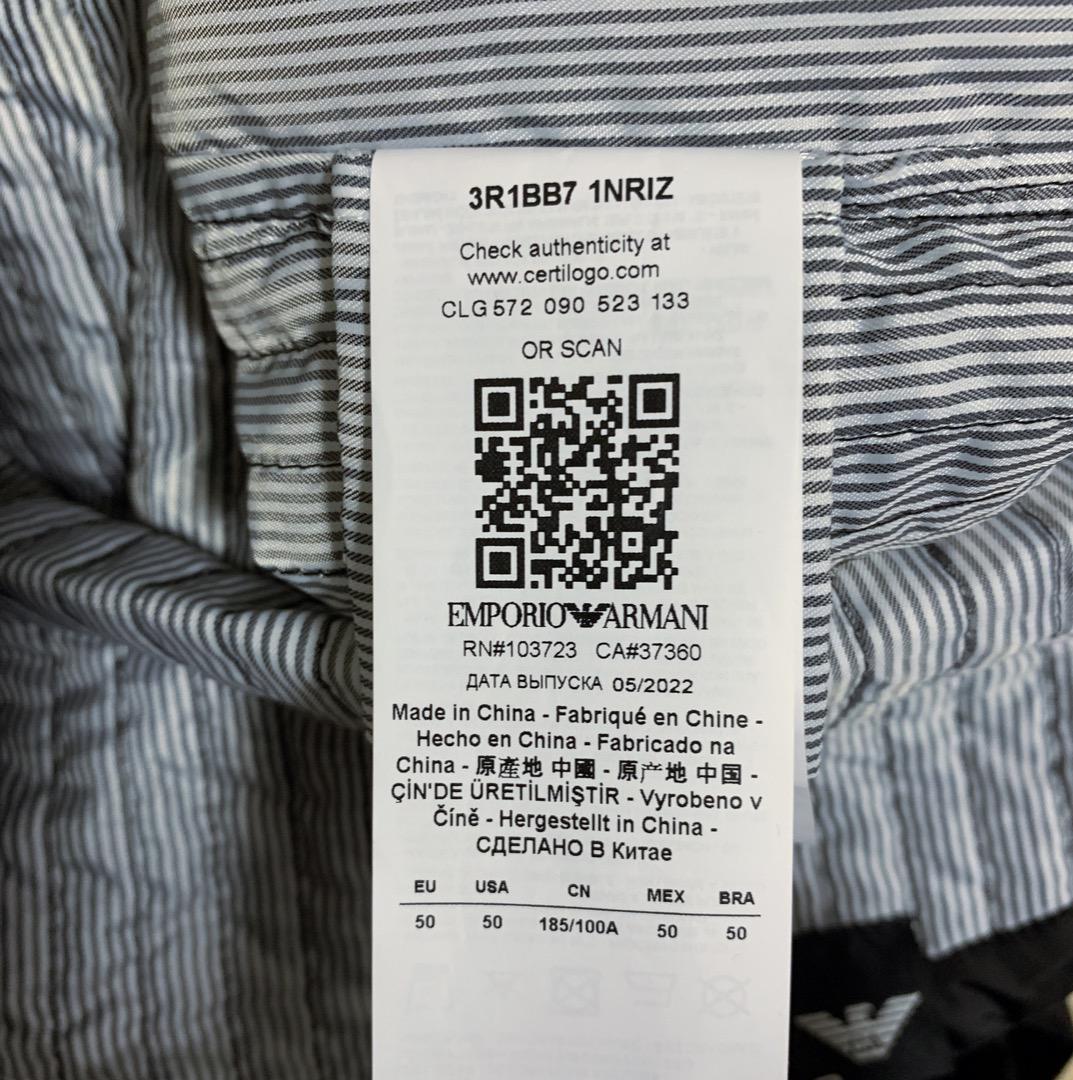 3R1BB7 1NRIZ
Check authenticity at
www.certilogo.com
CLG 572 090 523 133
OR SCAN
EMPORIO ARMANI
RN#103723 CA#37360
ДАТА ВЫПУСКА 05/2022
Made in China - Fabriqué en Chine -
Hecho en China - Fabricado na
China - 原產地 中國 - 原产地 中国 -
ÇİN'DE ÜRETİLMİŞTİR - Vyrobeno v
Číně - Hergestellt in China -
СДЕЛАНО В Китае
EU USA CN MEX BRA
50 50 185/100A 50 50